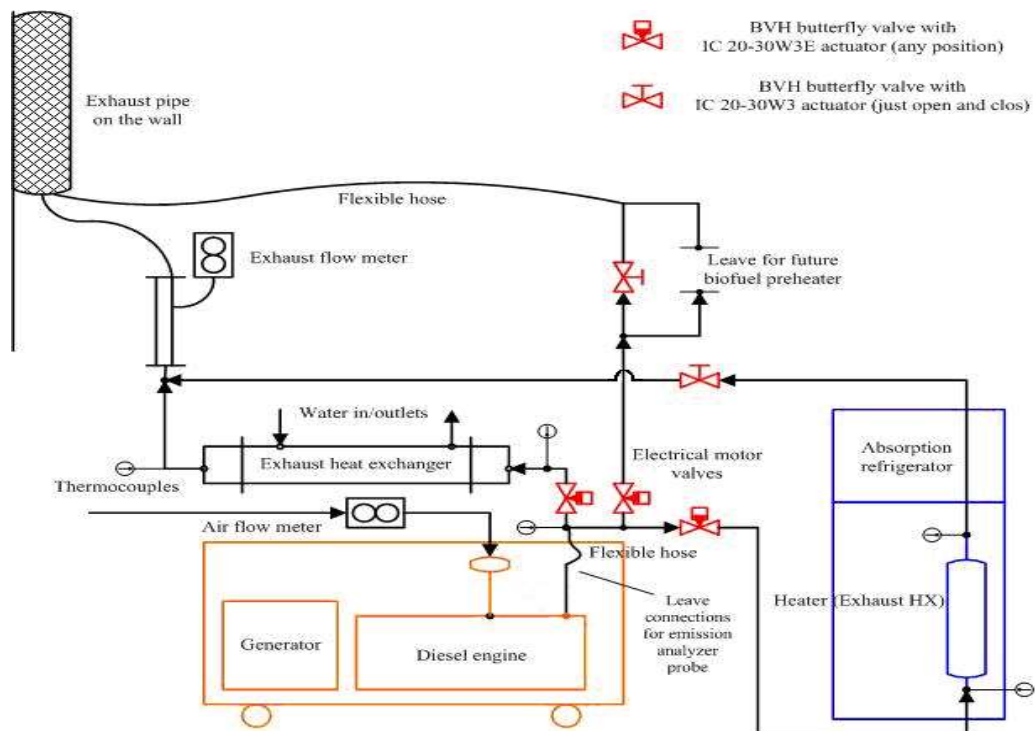 BVH butterfly valve with
IC 20-30W3E actuator (any position)
BVH butterfly valve with
IC 20-30W3 actuator (just open and clos)
Exhaust pipe
on the wall
Flexible hose
Exhaust flow meter
Leave for future
biofuel preheater
Water in/outlets
Exhaust heat exchanger
Thermocouples
Electrical motor
valves
Absorption
refrigerator
Air flow meter
Flexible hose
Leave
connections
for emission
analyzer
probe
Heater (Exhaust HX)
Generator
Diesel engine